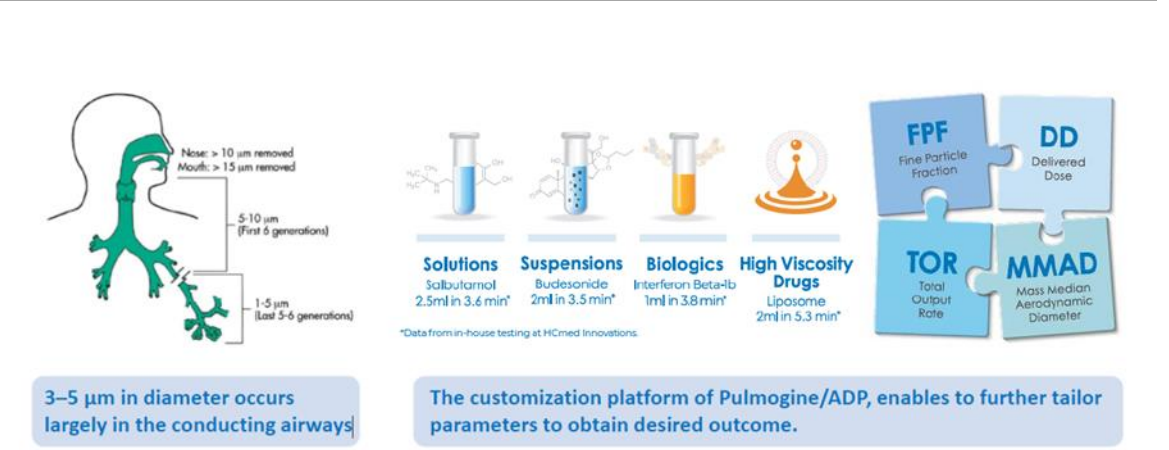 Nose: > 10 µm removed
Mouth: > 15 µm removed
5-10 µm
(First 6 generations)
1-5 µm
(Last 5-6 generations)
3–5 µm in diameter occurs
largely in the conducting airways
Solutions
Salbutamol
2.5ml in 3.6 min*
Suspensions
Budesonide
2ml in 3.5 min*
Biologics
Interferon Beta-1b
1ml in 3.8 min*
High Viscosity
Drugs
Liposome
2ml in 5.3 min*
*Data from in-house testing at HCmed Innovations.
FPF
Fine Particle
Fraction
DD
Delivered
Dose
TOR
Total
Output
Rate
MMAD
Mass Median
Aerodynamic
Diameter
The customization platform of Pulmogine/ADP, enables to further tailor
parameters to obtain desired outcome.